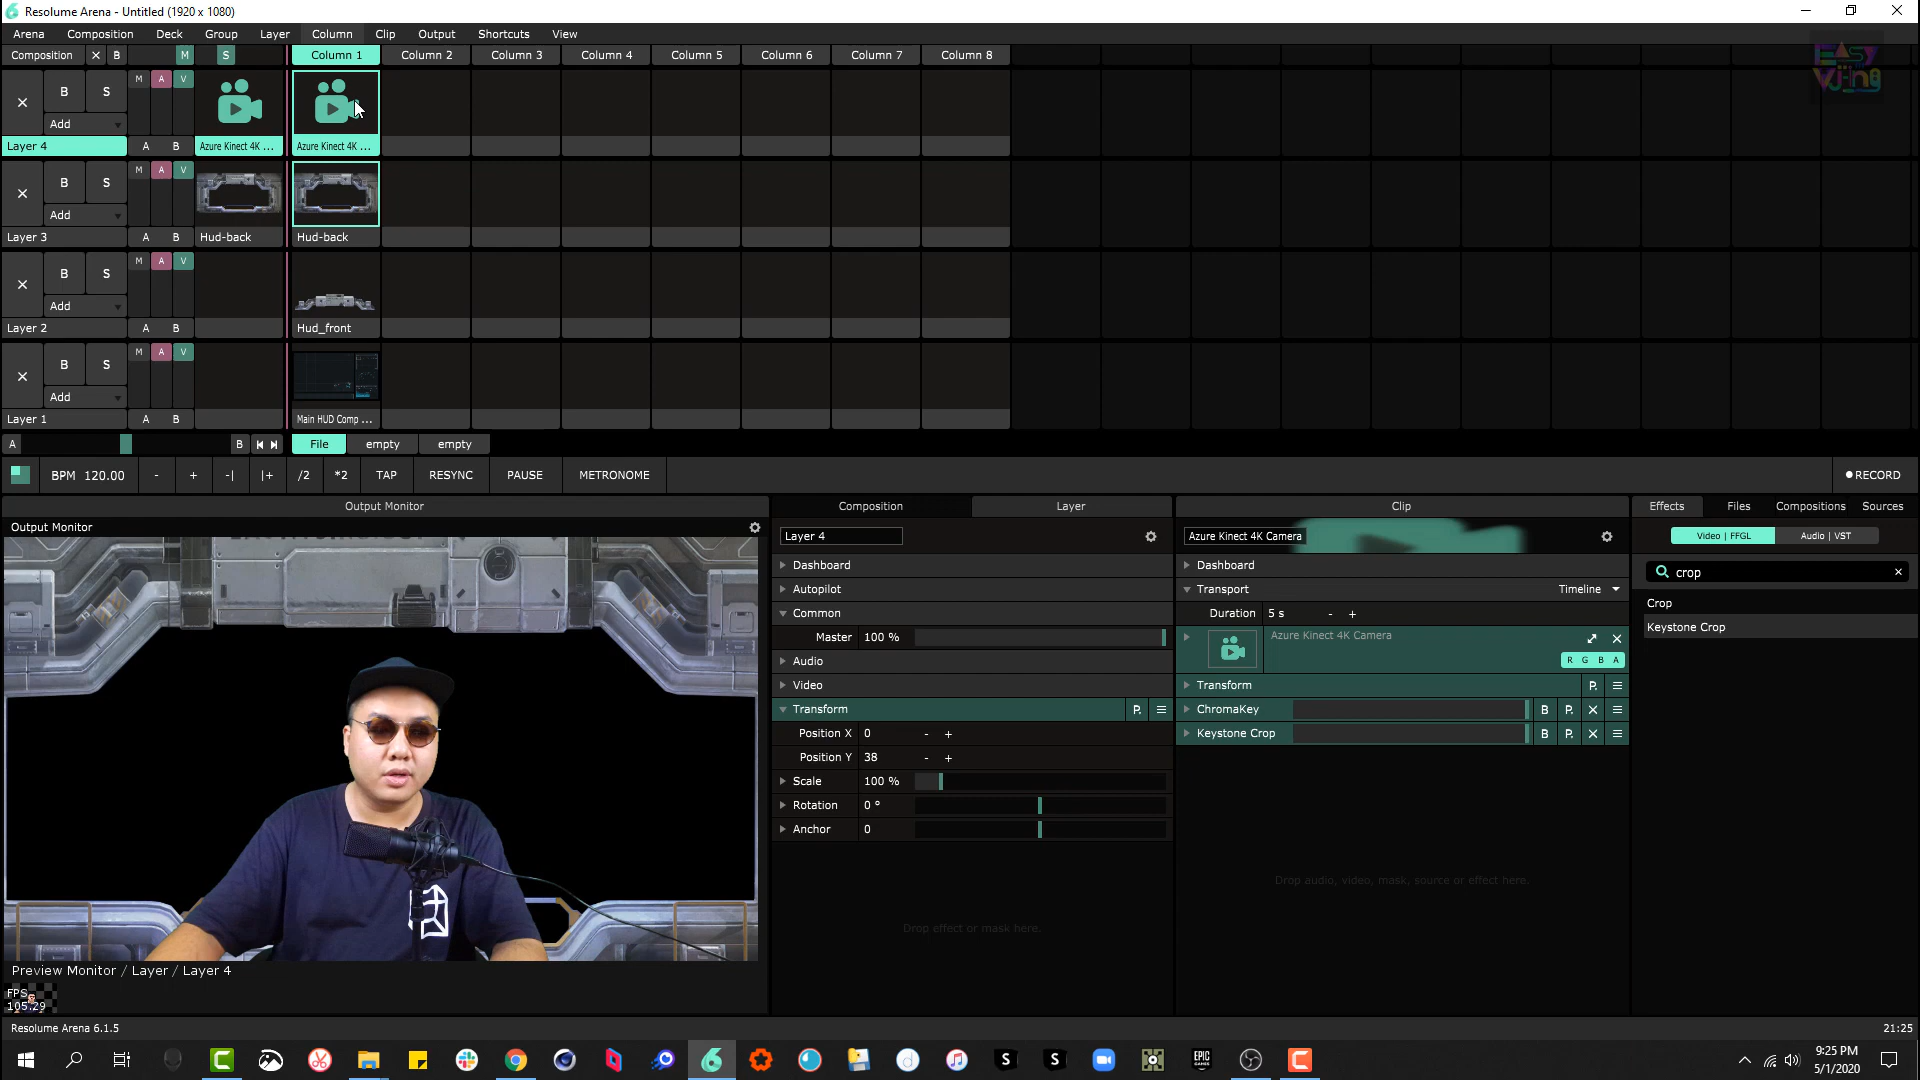 Resolume Arena - Untitled (1920 x 1080)
Arena Composition Deck Group Layer Column Clip Output Shortcuts View
Composition × B M S Column 1 Column 2 Column 3 Column 4 Column 5 Column 6 Column 7 Column 8
EASY
VJ-ing
× B S M A V
Add
Layer 4 A B Azure Kinect 4K ... Azure Kinect 4K ...
× B S M A V
Add
Layer 3 A B Hud-back Hud-back
× B S M A V
Add
Layer 2 A B Hud_front
× B S M A V
Add
Layer 1 A B Main HUD Comp ...
A B File empty empty
BPM 120.00 - + -| |+ /2 *2 TAP RESYNC PAUSE METRONOME RECORD
Output Monitor
Output Monitor
Preview Monitor / Layer / Layer 4
FPS
105.29
Composition Layer
Layer 4
Dashboard
Autopilot
Common
Master 100 %
Audio
Video
Transform P.
Position X 0 - +
Position Y 38 - +
Scale 100 %
Rotation 0 °
Anchor 0
Drop effect or mask here.
Clip
Azure Kinect 4K Camera
Dashboard
Transport Timeline
Duration 5 s - +
Azure Kinect 4K Camera
R G B A
Transform P.
ChromaKey B P. ×
Keystone Crop B P. ×
Drop audio, video, mask, source or effect here.
Effects Files Compositions Sources
Video | FFGL Audio | VST
crop ×
Crop
Keystone Crop
Resolume Arena 6.1.5 21:25
9:25 PM
5/1/2020
EPIC
GAMES